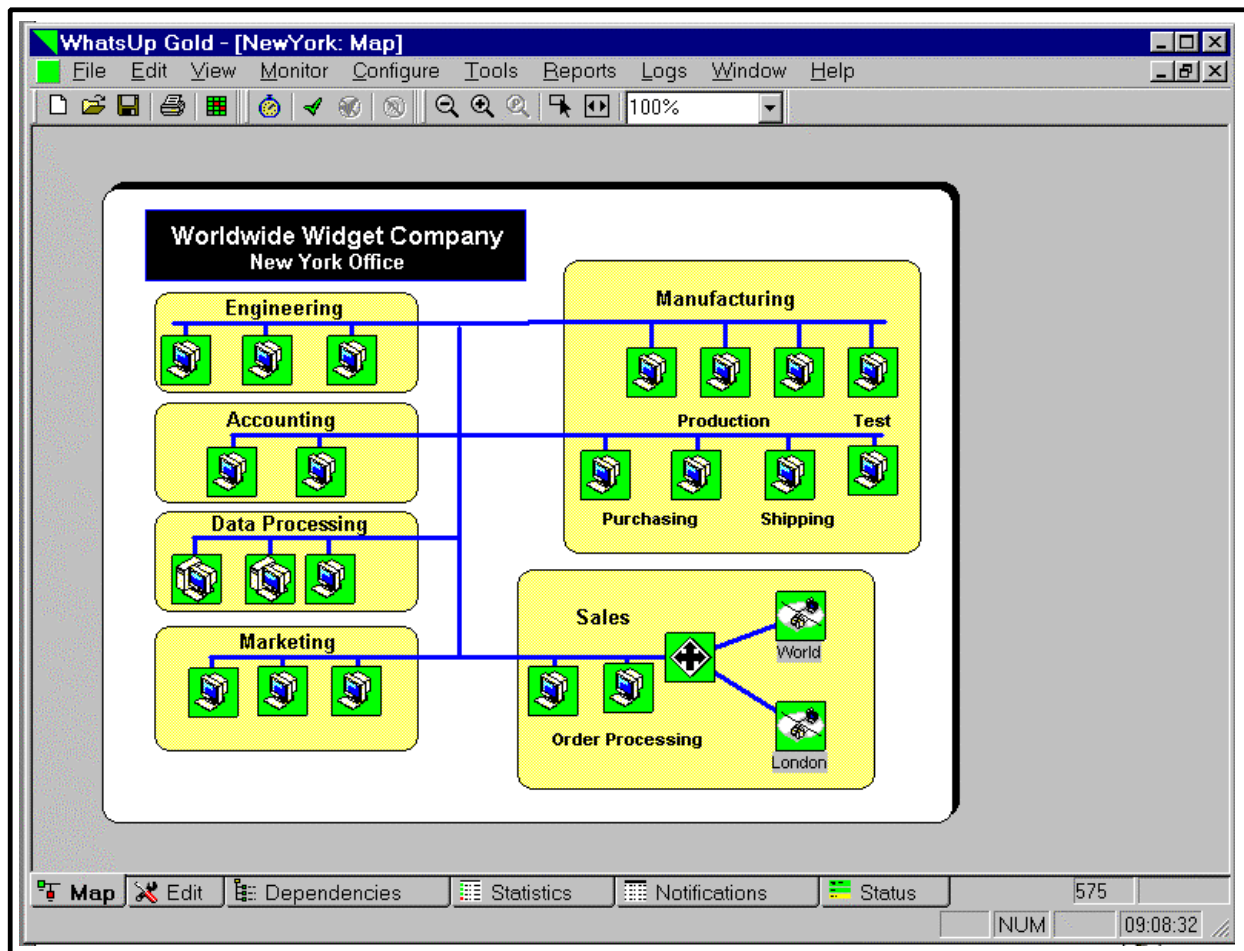 WhatsUp Gold - [NewYork: Map]
File Edit View Monitor Configure Tools Reports Logs Window Help
100%
Worldwide Widget Company
New York Office
Engineering
Manufacturing
Production Test
Accounting
Purchasing Shipping
Data Processing
Sales
Marketing
World
Order Processing
London
Map Edit Dependencies Statistics Notifications Status 575
NUM 09:08:32